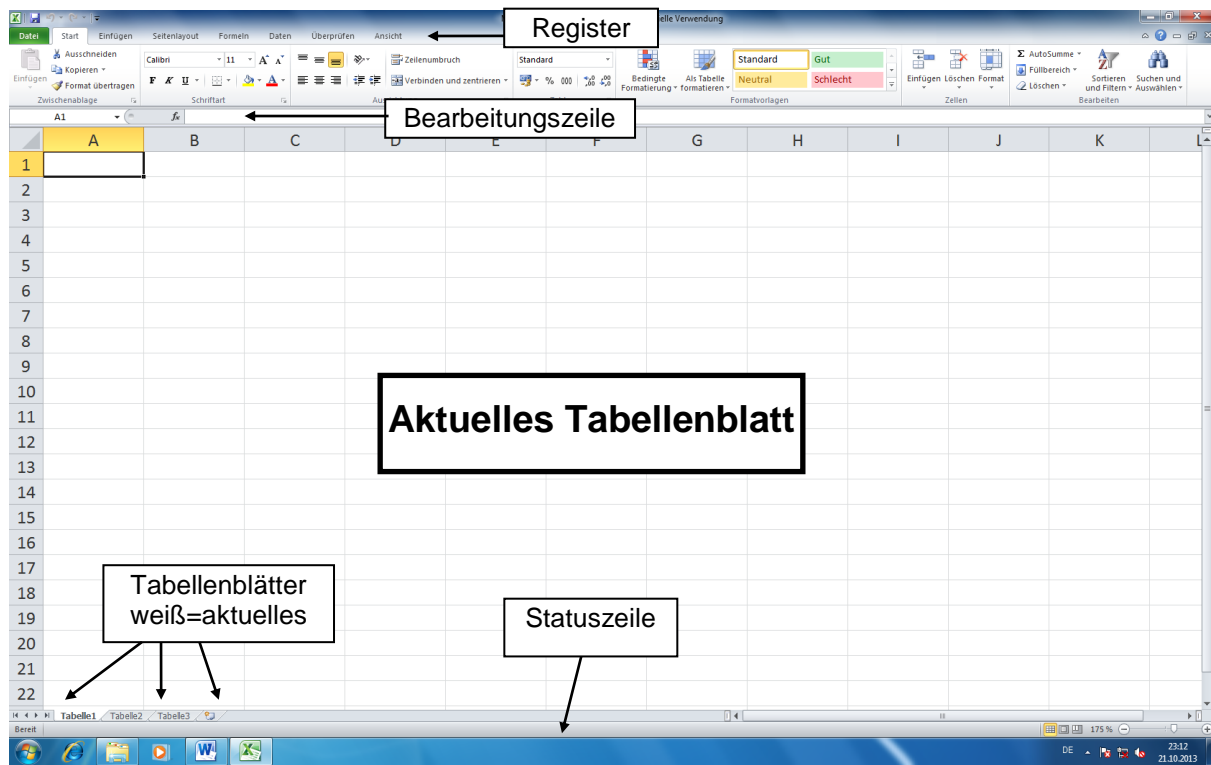 elle Verwendung
Register
Datei Start Einfügen Seitenlayout Formeln Daten Überprüfen Ansicht
Ausschneiden
Kopieren
Format übertragen
Einfügen
Zwischenablage
Calibri 11
F K U
Schriftart
Zeilenumbruch
Verbinden und zentrieren
Standard
% 000
Bedingte Formatierung
Als Tabelle formatieren
Standard Gut
Neutral Schlecht
Formatvorlagen
Einfügen Löschen Format
Zellen
Σ AutoSumme
Füllbereich
Löschen
Sortieren und Filtern
Suchen und Auswählen
Bearbeiten
A1 fx
Bearbeitungszeile
A B C D E F G H I J K L
1
2
3
4
5
6
7
8
9
10
11
Aktuelles Tabellenblatt
12
13
14
15
16
17
18
19
20
21
22
Tabellenblätter
weiß=aktuelles
Statuszeile
Tabelle1 Tabelle2 Tabelle3
Bereit 175 %
DE 23:12
21.10.2013